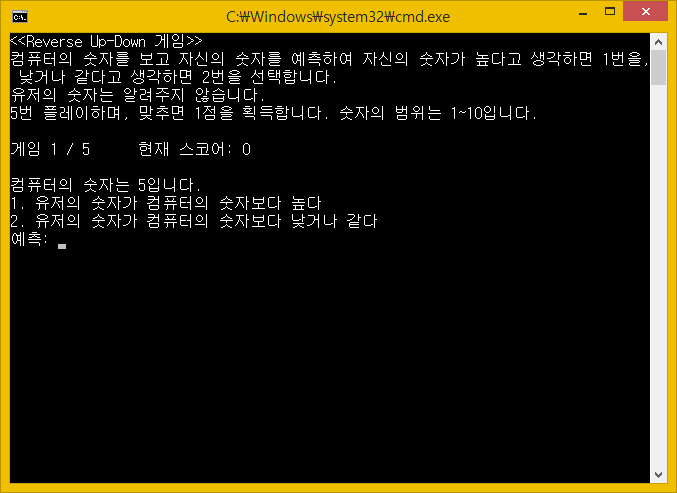 C:₩Windows₩system32₩cmd.exe
<<Reverse Up-Down 게임>>
컴퓨터의 숫자를 보고 자신의 숫자를 예측하여 자신의 숫자가 높다고 생각하면 1번을,
낮거나 같다고 생각하면 2번을 선택합니다.
유저의 숫자는 알려주지 않습니다.
5번 플레이하며, 맞추면 1점을 획득합니다. 숫자의 범위는 1~10입니다.
게임 1 / 5 현재 스코어: 0
컴퓨터의 숫자는 5입니다.
1. 유저의 숫자가 컴퓨터의 숫자보다 높다
2. 유저의 숫자가 컴퓨터의 숫자보다 낮거나 같다
예측: